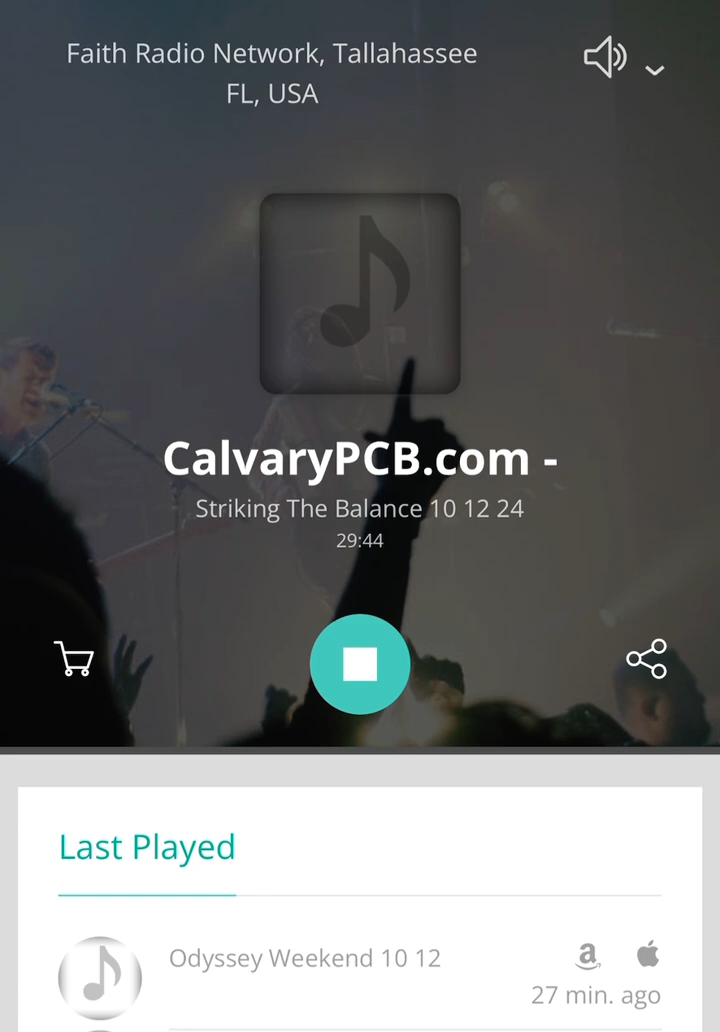 Faith Radio Network, Tallahassee
FL, USA
CalvaryPCB.com -
Striking The Balance 10 12 24
29:44
Last Played
Odyssey Weekend 10 12
27 min. ago